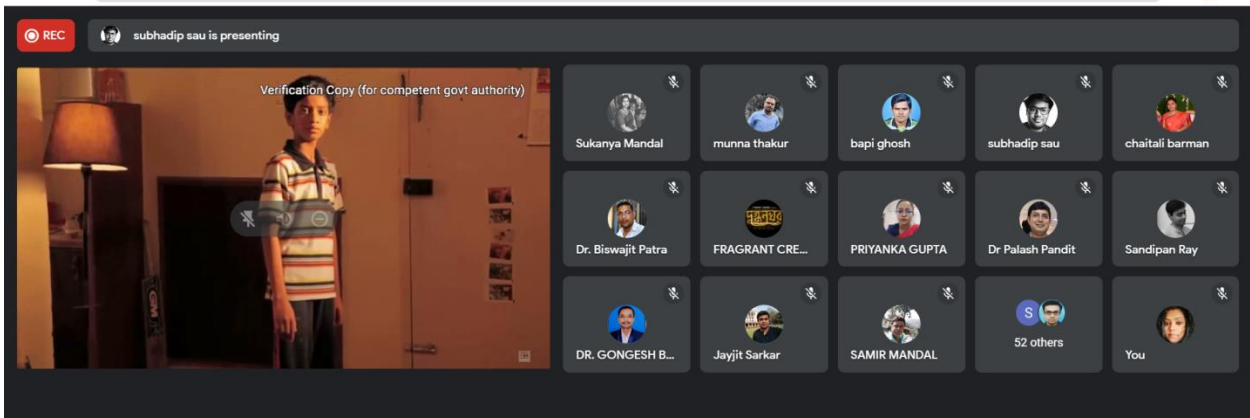 REC
subhadip sau is presenting
Verification Copy (for competent govt authority)
Sukanya Mandal
munna thakur
bapi ghosh
subhadip sau
chaitali barman
Dr. Biswajit Patra
FRAGRANT CRE...
PRIYANKA GUPTA
Dr Palash Pandit
Sandipan Ray
DR. GONGESH B...
Jayjit Sarkar
SAMIR MANDAL
S
52 others
You
GM